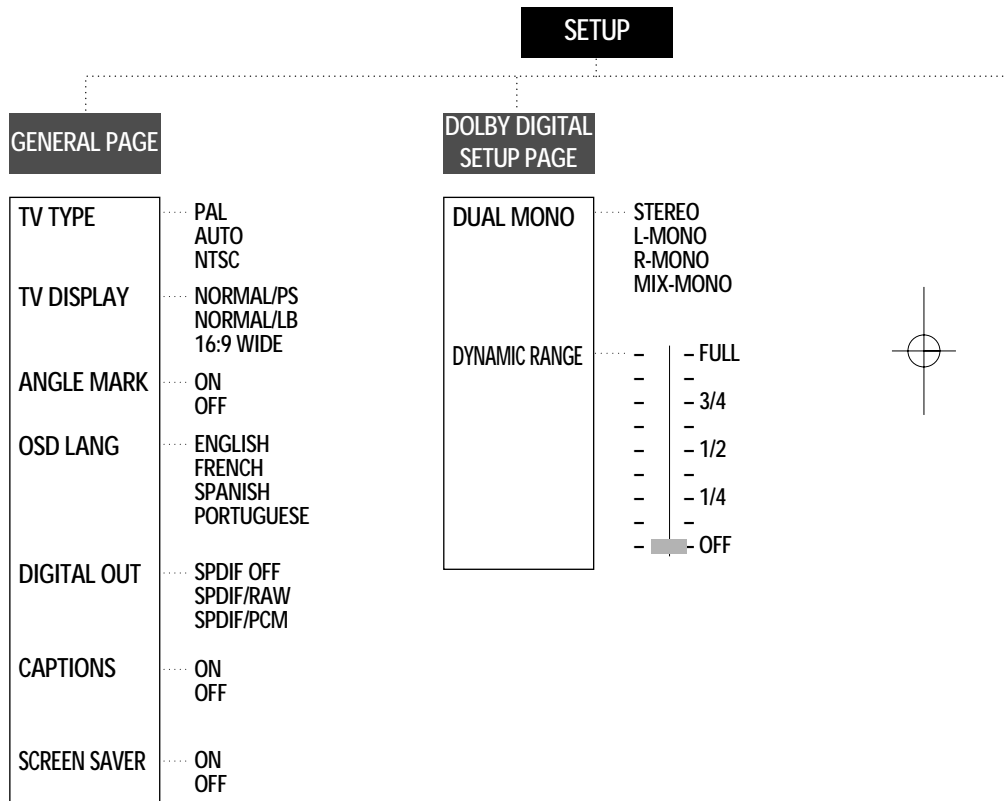 SETUP
GENERAL PAGE
TV TYPE
PAL
AUTO
NTSC
TV DISPLAY
NORMAL/PS
NORMAL/LB
16:9 WIDE
ANGLE MARK
ON
OFF
OSD LANG
ENGLISH
FRENCH
SPANISH
PORTUGUESE
DIGITAL OUT
SPDIF OFF
SPDIF/RAW
SPDIF/PCM
CAPTIONS
ON
OFF
SCREEN SAVER
ON
OFF
DOLBY DIGITAL
SETUP PAGE
DUAL MONO
STEREO
L-MONO
R-MONO
MIX-MONO
DYNAMIC RANGE
FULL
3/4
1/2
1/4
OFF